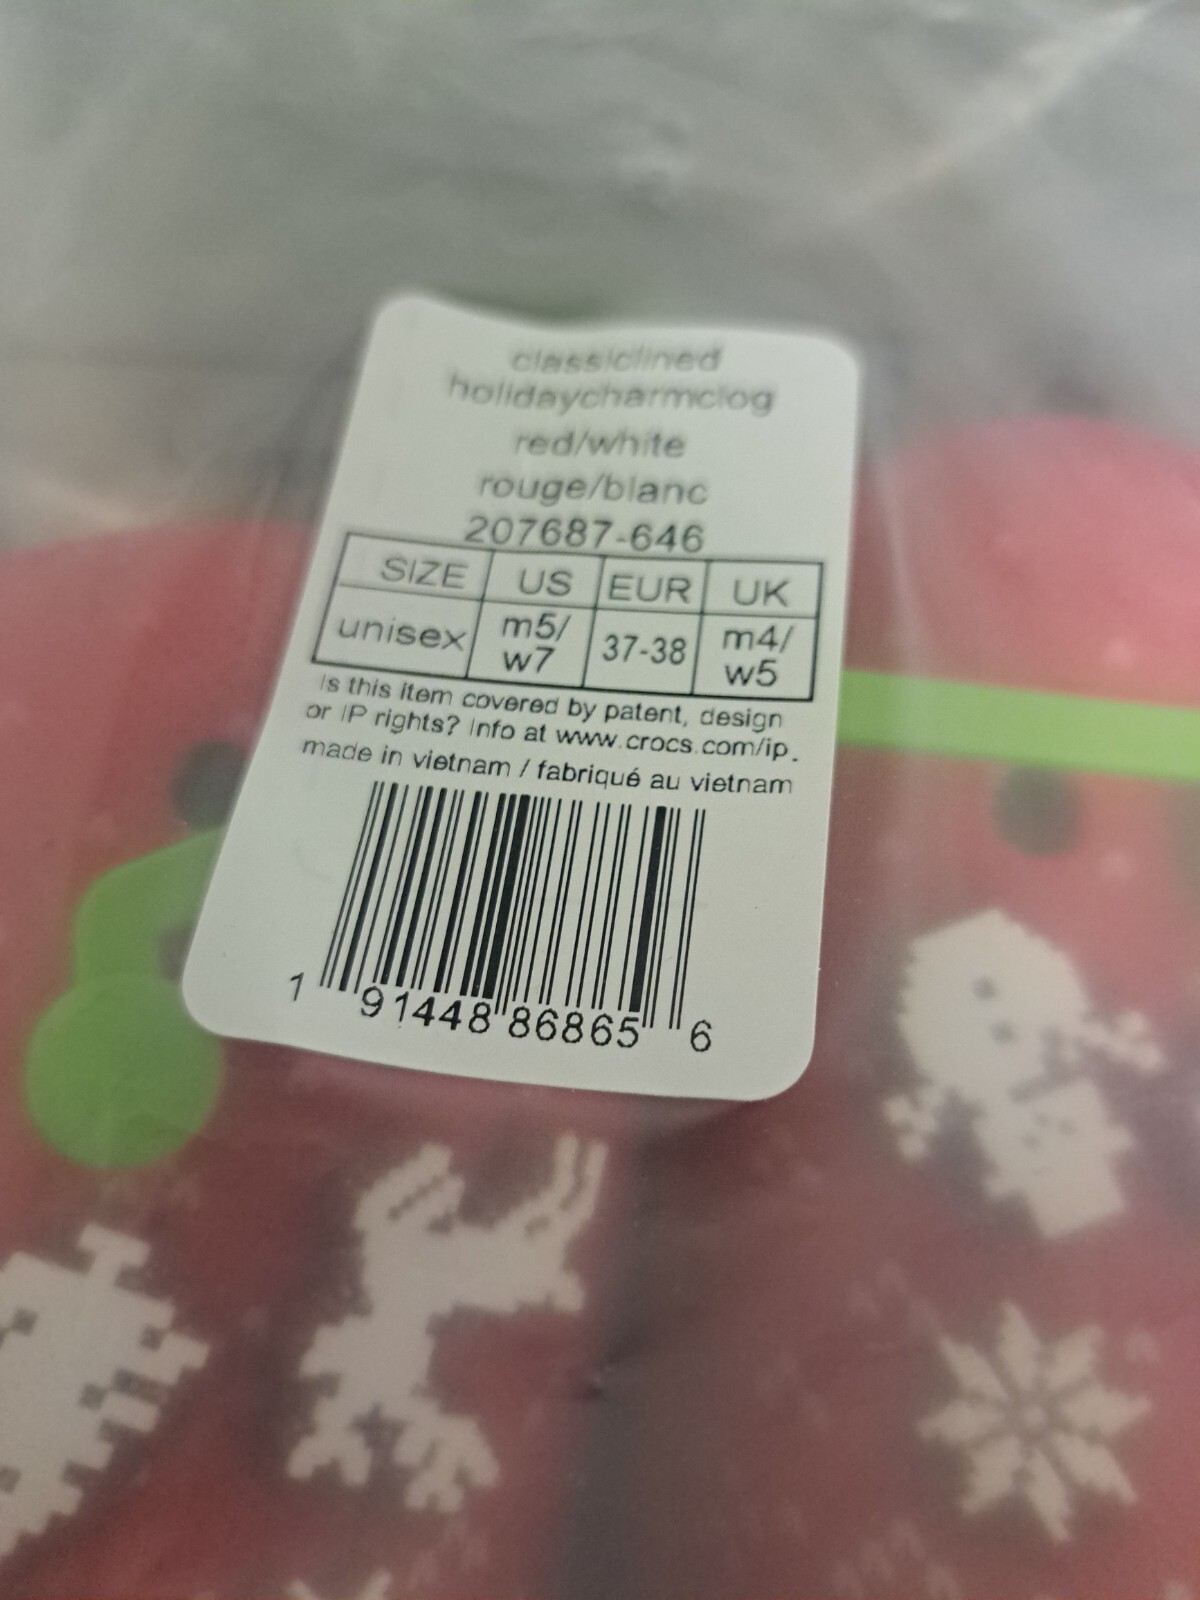 classiclined
holidaycharmclog
red/white
rouge/blanc
207687-646
SIZE US EUR UK
unisex m5/ w7 37-38 m4/ w5
Is this item covered by patent, design
or IP rights? Info at www.crocs.com/ip.
made in vietnam / fabriqué au vietnam
1 91448 86865 6